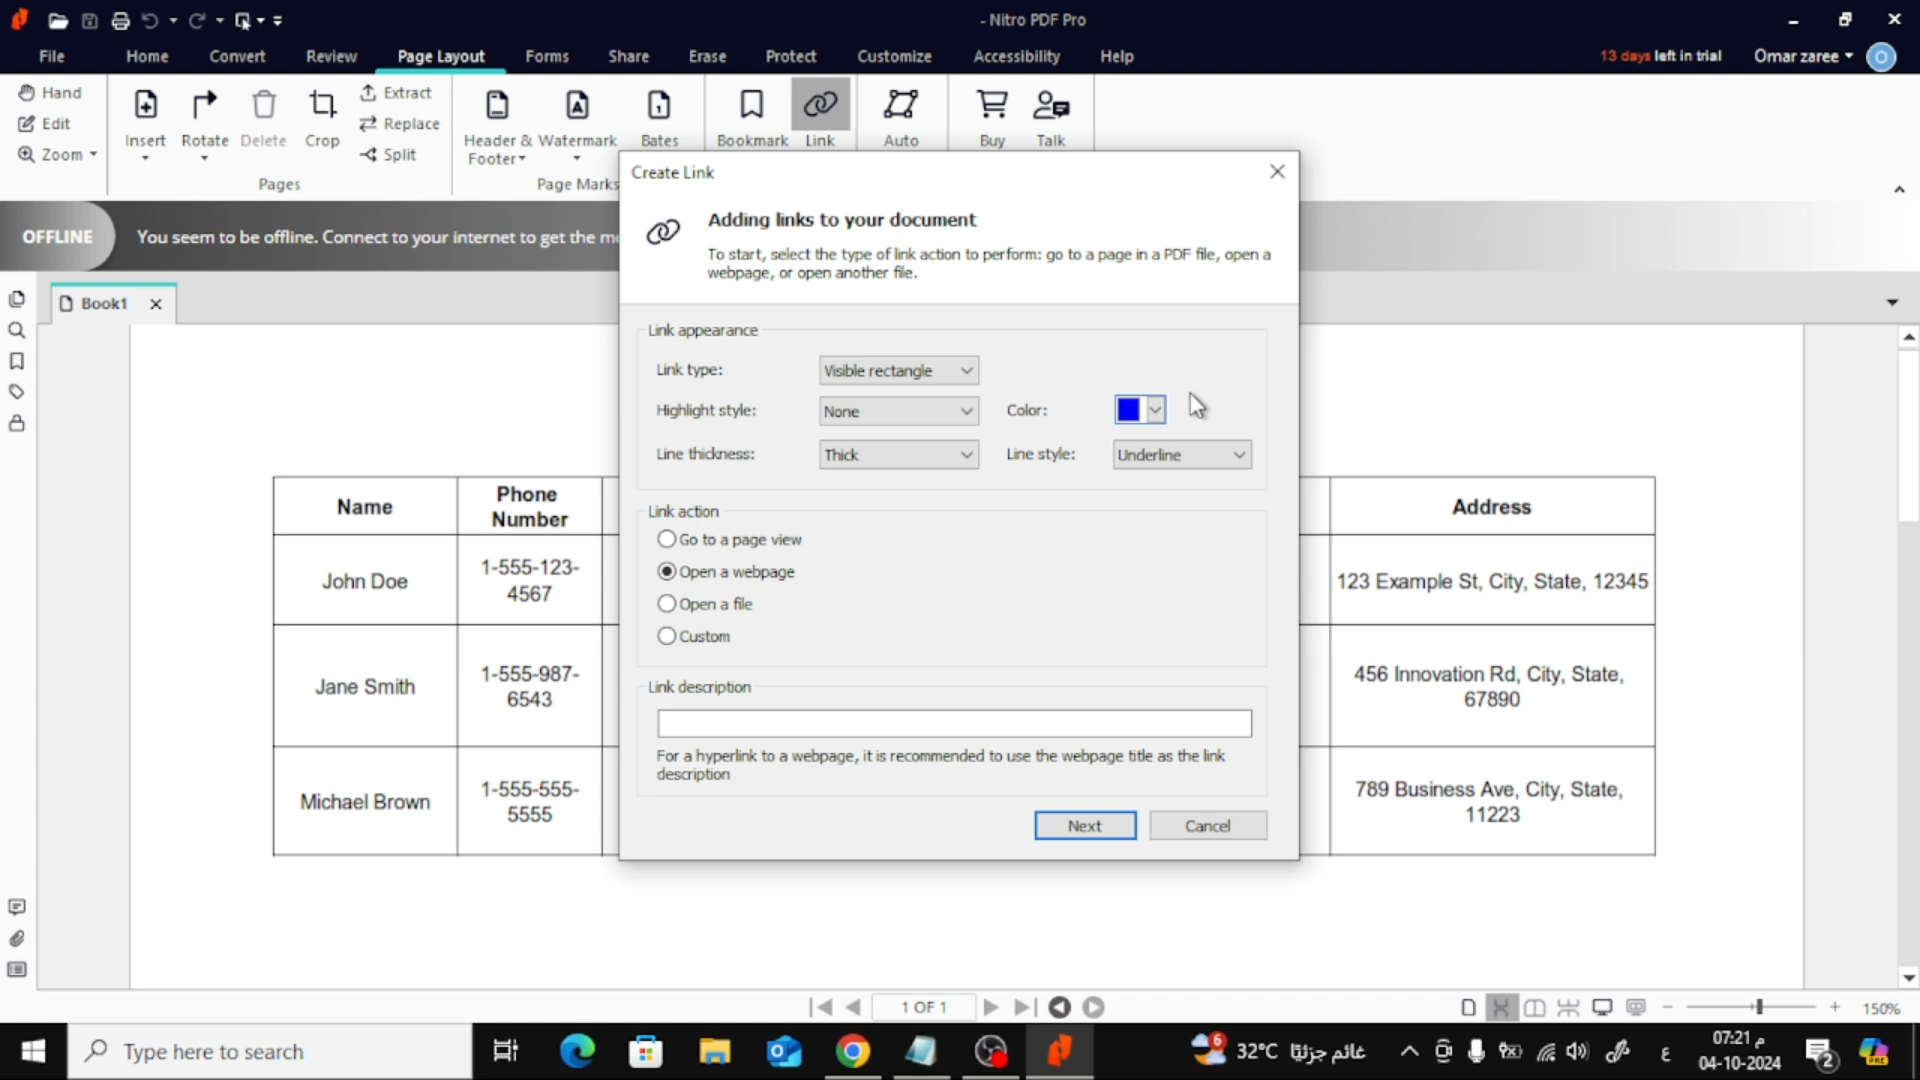 - Nitro PDF Pro
File Home Convert Review Page Layout Forms Share Erase Protect Customize Accessibility Help 13 days left in trial Omar zaree O
Hand
Edit
Zoom
Insert Rotate Delete Crop
Extract
Replace
Split
Pages
Header & Footer
Watermark
Bates
Page Marks
Bookmark Link Auto Buy Talk
OFFLINE You seem to be offline. Connect to your internet to get the
Book1
Create Link
Adding links to your document
To start, select the type of link action to perform: go to a page in a PDF file, open a
webpage, or open another file.
Link appearance
Link type: Visible rectangle
Highlight style: None Color:
Line thickness: Thick Line style: Underline
Link action
Go to a page view
Open a webpage
Open a file
Custom
Link description
For a hyperlink to a webpage, it is recommended to use the webpage title as the link
description
Next Cancel
Name Phone
Number
Address
John Doe 1-555-123-
4567
123 Example St, City, State, 12345
Jane Smith 1-555-987-
6543
456 Innovation Rd, City, State,
67890
Michael Brown 1-555-555-
5555
789 Business Ave, City, State,
11223
1 OF 1
150%
Type here to search
6 32°C غائم جزئيًا
ع
07:21 م
04-10-2024
2
PRE